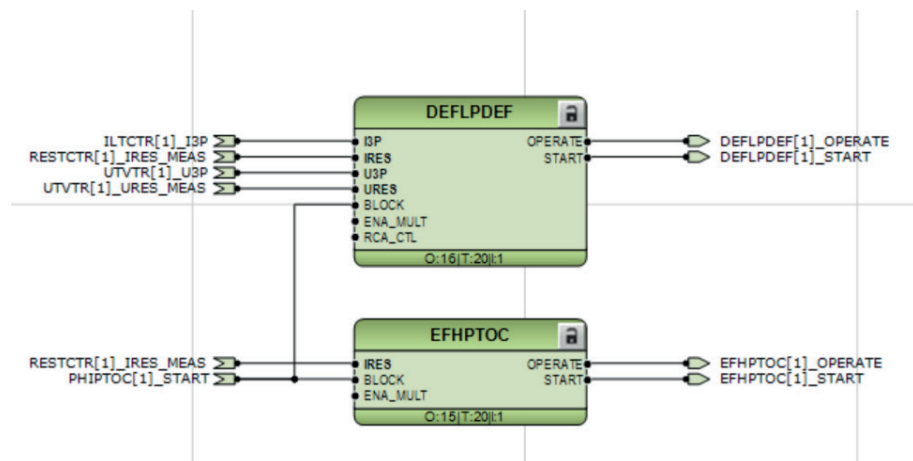 DEFLPDEF
ILTCTR[1]_I3P
RESTCTR[1]_IRES_MEAS
UTVTR[1]_U3P
UTVTR[1]_URES_MEAS
I3P
IRES
U3P
URES
BLOCK
ENA_MULT
RCA_CTL
OPERATE
START
DEFLPDEF[1]_OPERATE
DEFLPDEF[1]_START
O:16|T:20|I:1
EFHPTOC
RESTCTR[1]_IRES_MEAS
PHIPTOC[1]_START
IRES
BLOCK
ENA_MULT
OPERATE
START
EFHPTOC[1]_OPERATE
EFHPTOC[1]_START
O:15|T:20|I:1